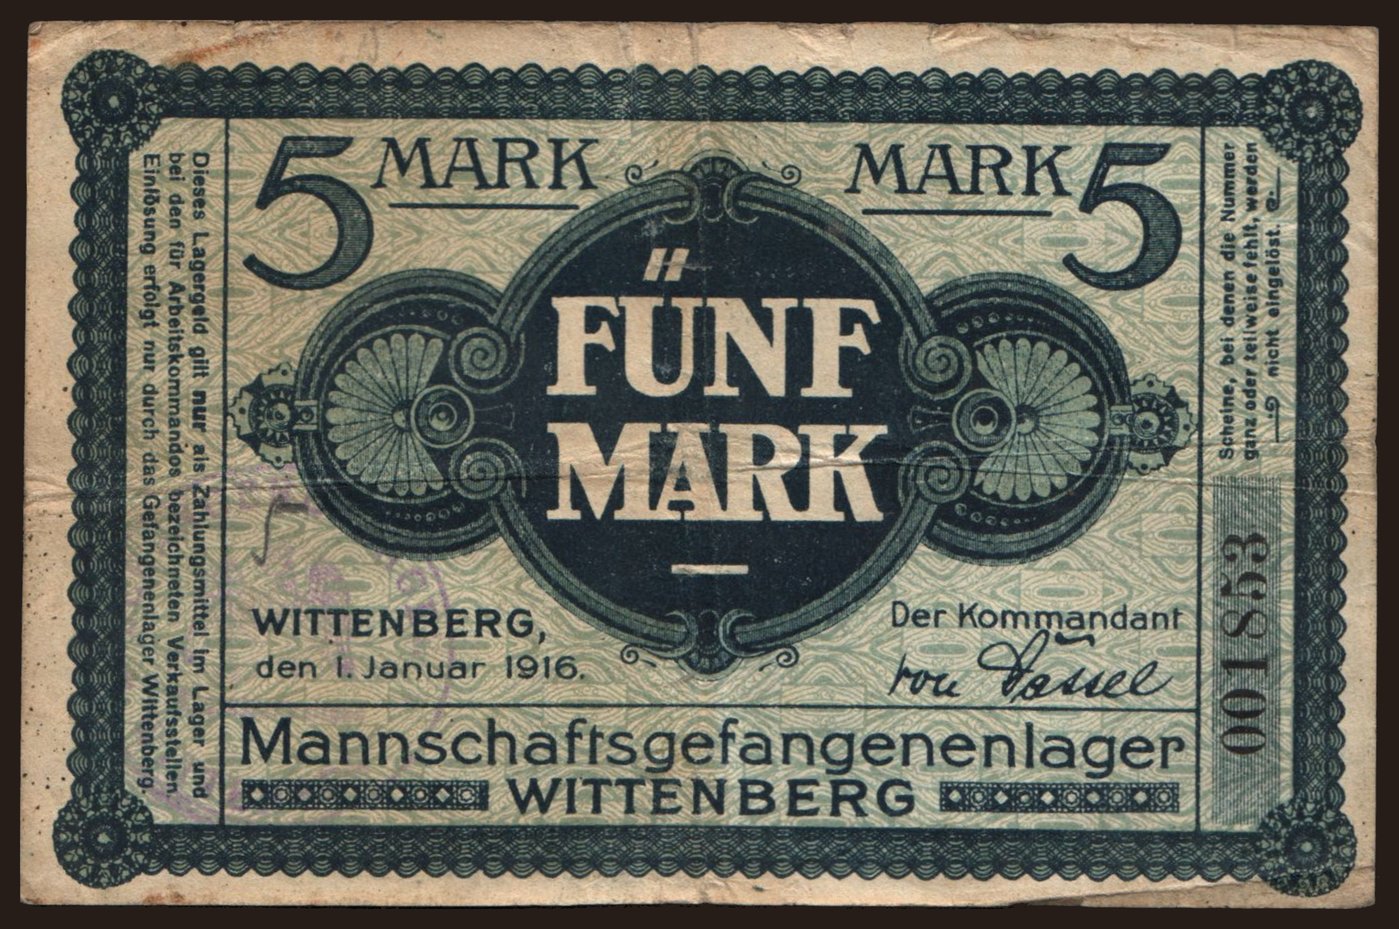 Dieses Lagergeld gilt nur als Zahlungsmittel im Lager und
bei den für Arbeitskommandos bezeichneten Verkaufsstellen.
Einlösung erfolgt nur durch das Gefangenenlager Wittenberg.
5 MARK MARK 5
FÜNF
MARK
WITTENBERG,
den 1. Januar 1916.
Der Kommandant
von Dassel
Mannschaftsgefangenenlager
WITTENBERG
Scheine, bei denen die Nummer
ganz oder teilweise fehlt, werden
nicht eingelöst.
001853